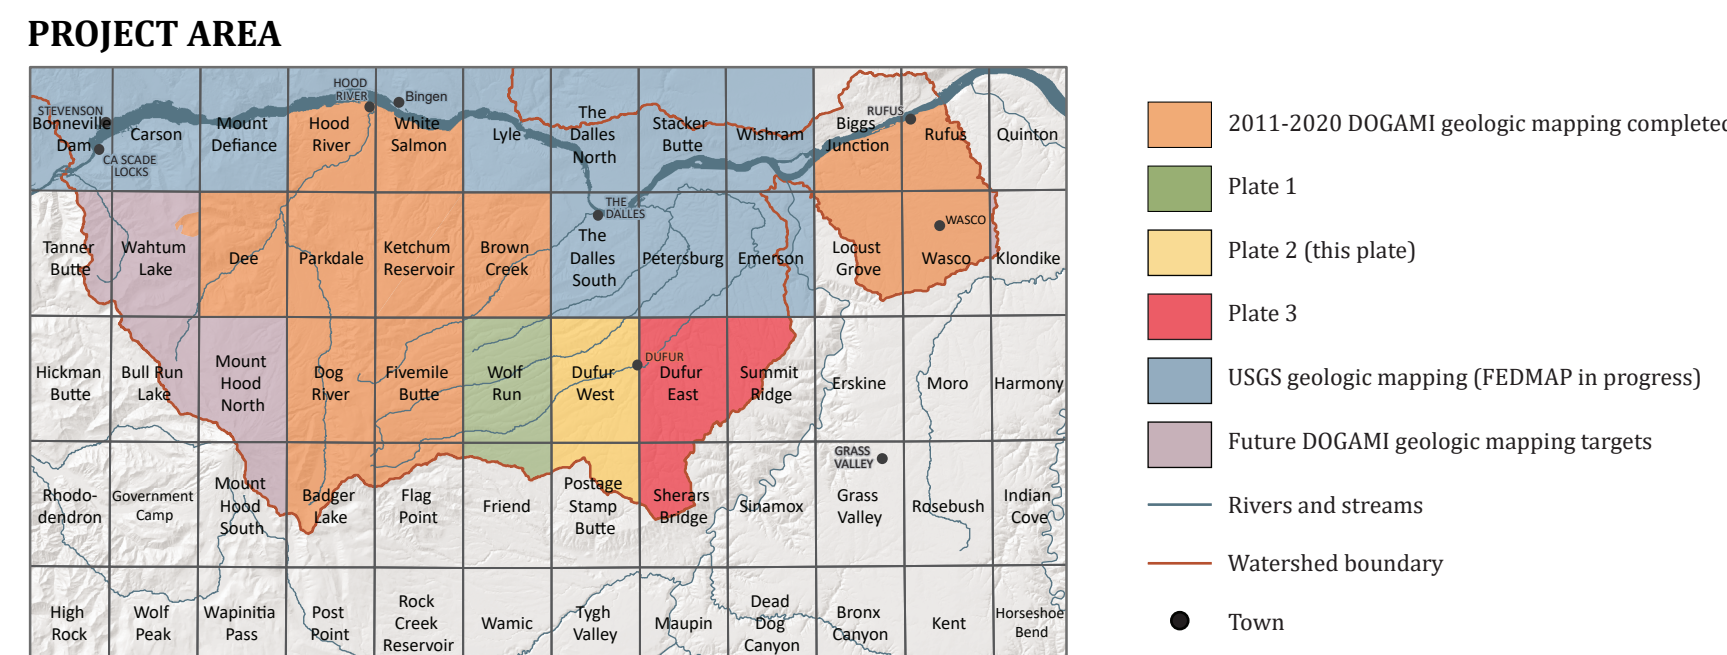 PROJECT AREA
HOOD
RIVER
Bingen
STEVENSON
Bonneville
Dam
CA SCADE
LOCKS
Carson
Mount
Defiance
Hood
River
White
Salmon
Lyle
The
Dalles
North
Stacker
Butte
Wishram
Biggs
Junction
RUFUS
Rufus
Quinton
Tanner
Butte
Wahtum
Lake
Dee
Parkdale
Ketchum
Reservoir
Brown
Creek
THE
DALLES
The
Dalles
South
Petersburg
Emerson
Locust
Grove
WASCO
Wasco
Klondike
Hickman
Butte
Bull Run
Lake
Mount
Hood
North
Dog
River
Fivemile
Butte
Wolf
Run
Dufur
West
DUFUR
Dufur
East
Summit
Ridge
Erskine
Moro
Harmony
Rhodo-
dendron
Government
Camp
Mount
Hood
South
Badger
Lake
Flag
Point
Friend
Postage
Stamp
Butte
Sherars
Bridge
Sinamox
GRASS
VALLEY
Grass
Valley
Rosebush
Indian
Cove
High
Rock
Wolf
Peak
Wapinitia
Pass
Post
Point
Rock
Creek
Reservoir
Wamic
Tygh
Valley
Maupin
Dead
Dog
Canyon
Bronx
Canyon
Kent
Horseshoe
Bend
2011-2020 DOGAMI geologic mapping completed
Plate 1
Plate 2 (this plate)
Plate 3
USGS geologic mapping (FEDMAP in progress)
Future DOGAMI geologic mapping targets
Rivers and streams
Watershed boundary
Town